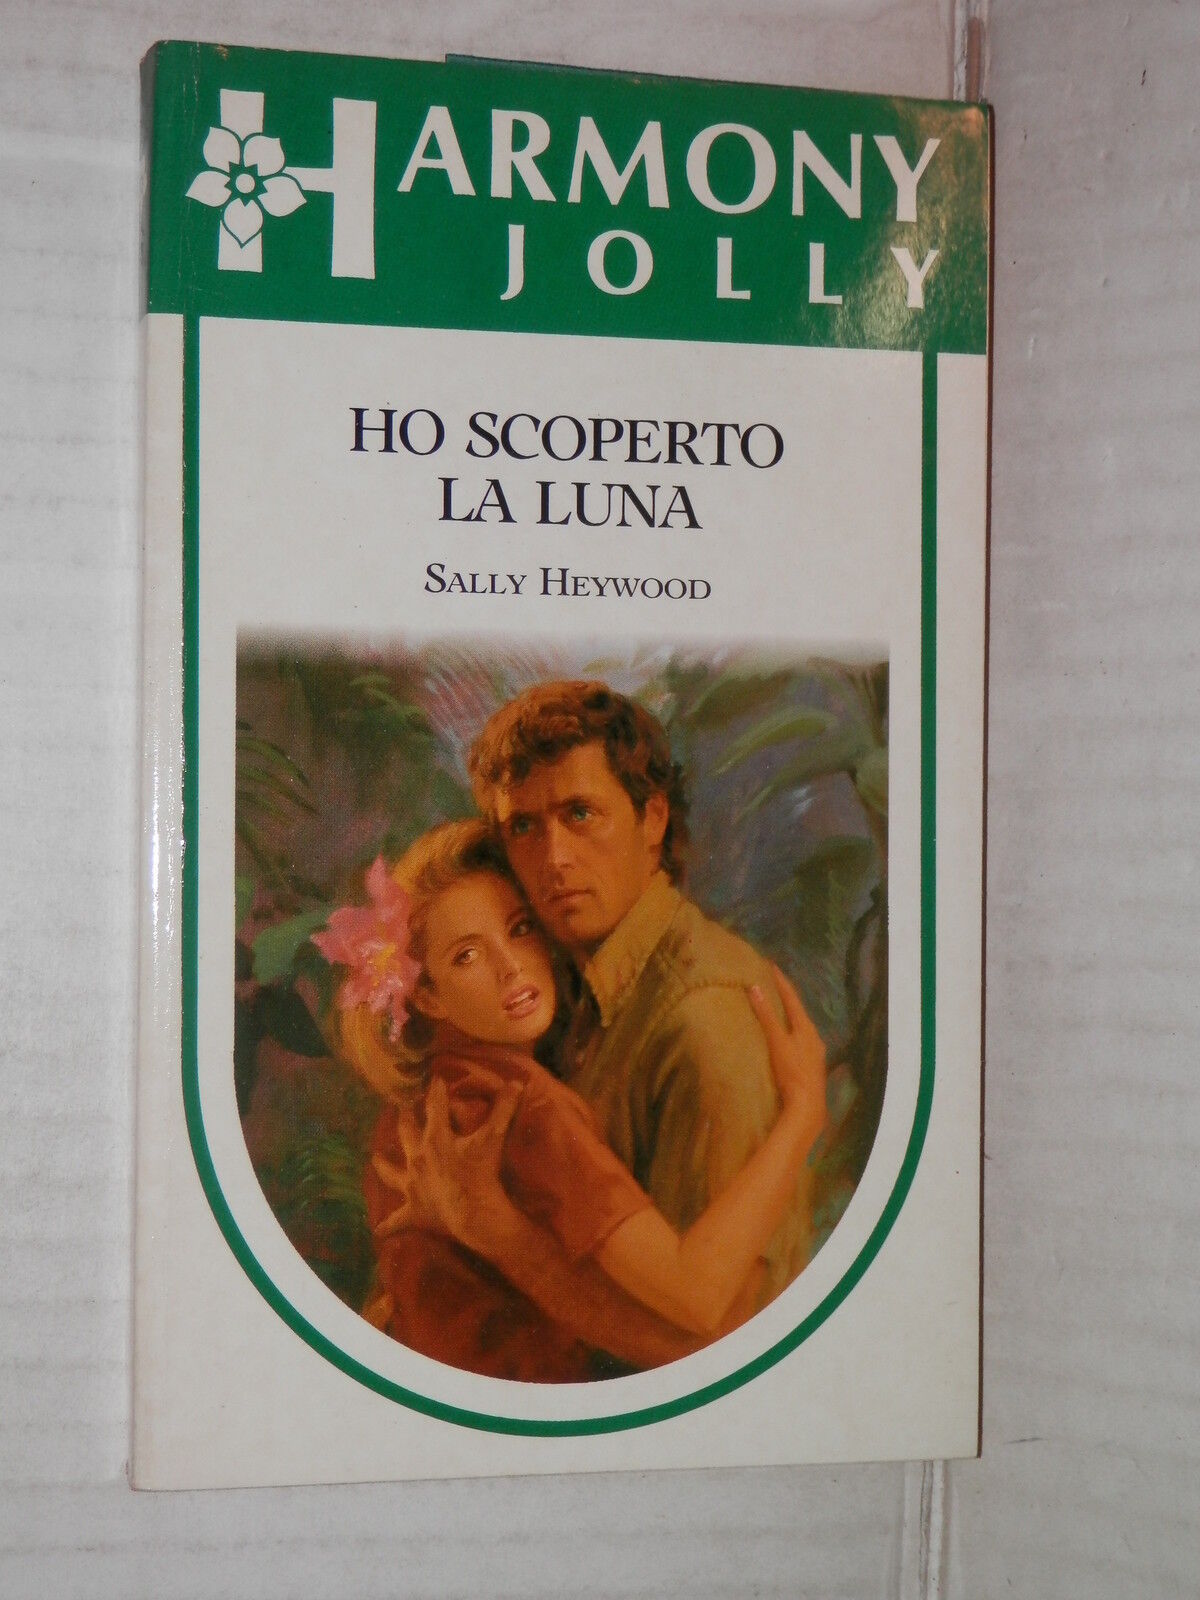 HARMONY
JOLLY
HO SCOPERTO
LA LUNA
SALLY HEYWOOD